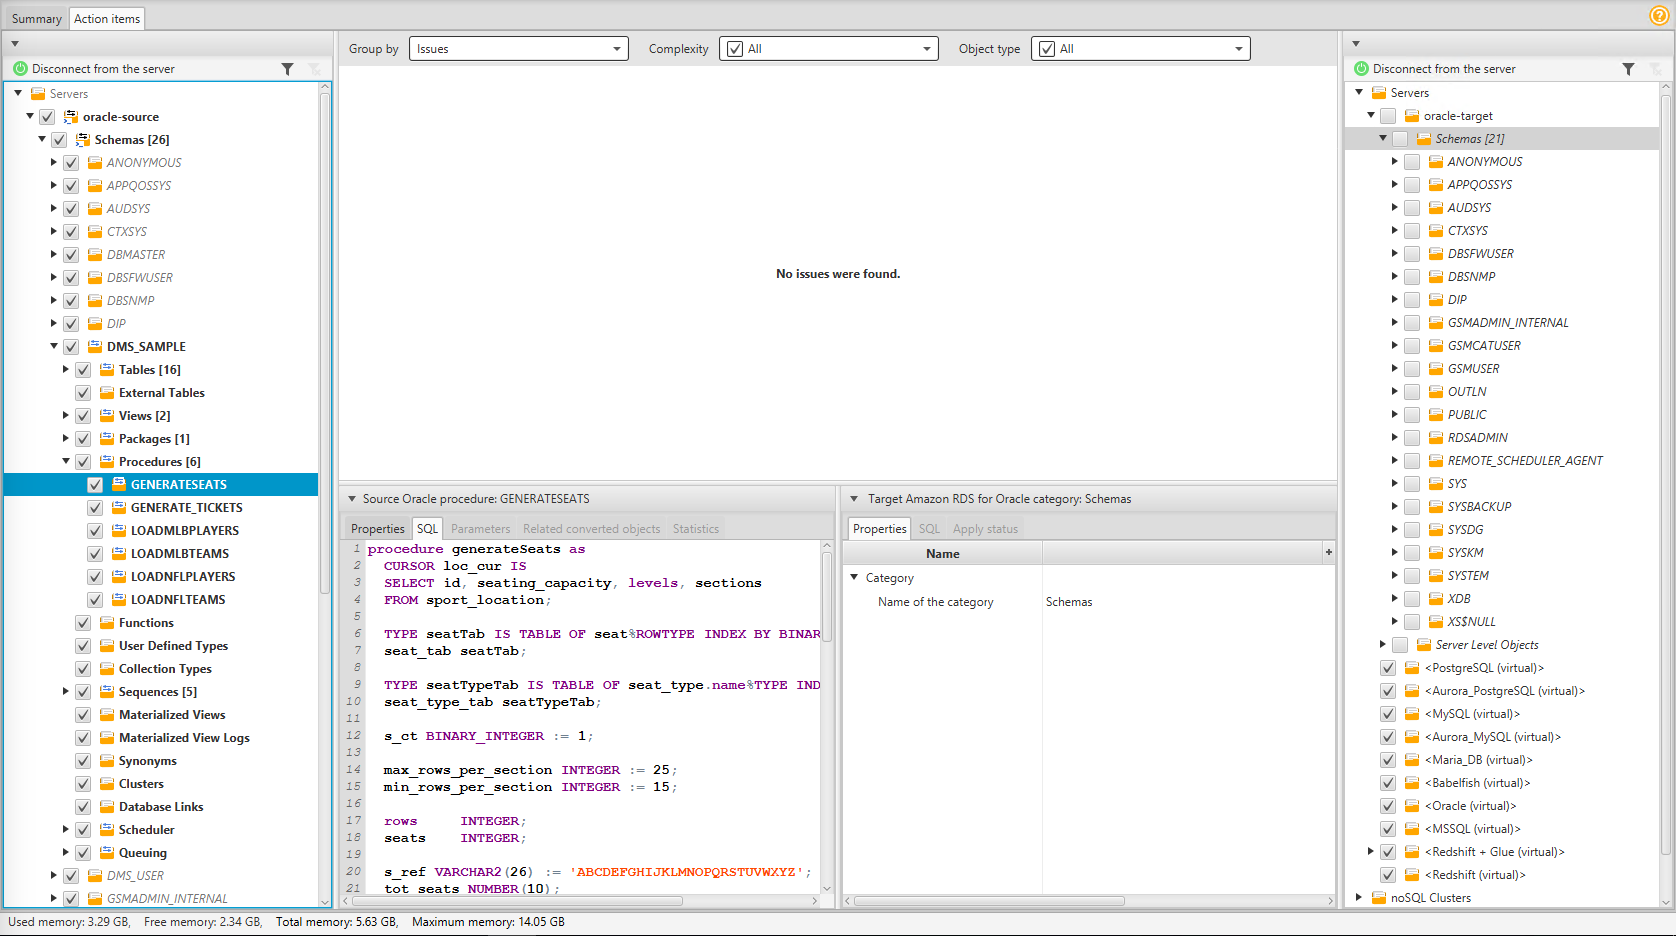 Summary Action items
Disconnect from the server
Servers
oracle-source
Schemas [26]
ANONYMOUS
APPQOSSYS
AUDSYS
CTXSYS
DBMASTER
DBSFWUSER
DBSNMP
DIP
DMS_SAMPLE
Tables [16]
External Tables
Views [2]
Packages [1]
Procedures [6]
GENERATESEATS
GENERATE_TICKETS
LOADMLBPLAYERS
LOADMLBTEAMS
LOADNFLPLAYERS
LOADNFLTEAMS
Functions
User Defined Types
Collection Types
Sequences [5]
Materialized Views
Materialized View Logs
Synonyms
Clusters
Database Links
Scheduler
Queuing
DMS_USER
GSMADMIN_INTERNAL
Group by Issues Complexity All Object type All
No issues were found.
Source Oracle procedure: GENERATESEATS
Properties SQL Parameters Related converted objects Statistics
1 procedure generateSeats as
2 CURSOR loc_cur IS
3 SELECT id, seating_capacity, levels, sections
4 FROM sport_location;
5
6 TYPE seatTab IS TABLE OF seat%ROWTYPE INDEX BY BINAR
7 seat_tab seatTab;
8
9 TYPE seatTypeTab IS TABLE OF seat_type.name%TYPE IND
10 seat_type_tab seatTypeTab;
11
12 s_ct BINARY_INTEGER := 1;
13
14 max_rows_per_section INTEGER := 25;
15 min_rows_per_section INTEGER := 15;
16
17 rows INTEGER;
18 seats INTEGER;
19
20 s_ref VARCHAR2(26) := 'ABCDEFGHIJKLMNOPQRSTUVWXYZ';
21 tot_seats NUMBER(10);
Target Amazon RDS for Oracle category: Schemas
Properties SQL Apply status
Name +
Category
Name of the category Schemas
?
Disconnect from the server
Servers
oracle-target
Schemas [21]
ANONYMOUS
APPQOSSYS
AUDSYS
CTXSYS
DBSFWUSER
DBSNMP
DIP
GSMADMIN_INTERNAL
GSMCATUSER
GSMUSER
OUTLN
PUBLIC
RDSADMIN
REMOTE_SCHEDULER_AGENT
SYS
SYSBACKUP
SYSDG
SYSKM
SYSTEM
XDB
XS$NULL
Server Level Objects
<PostgreSQL (virtual)>
<Aurora_PostgreSQL (virtual)>
<MySQL (virtual)>
<Aurora_MySQL (virtual)>
<Maria_DB (virtual)>
<Babelfish (virtual)>
<Oracle (virtual)>
<MSSQL (virtual)>
<Redshift + Glue (virtual)>
<Redshift (virtual)>
noSQL Clusters
Used memory: 3.29 GB, Free memory: 2.34 GB, Total memory: 5.63 GB, Maximum memory: 14.05 GB